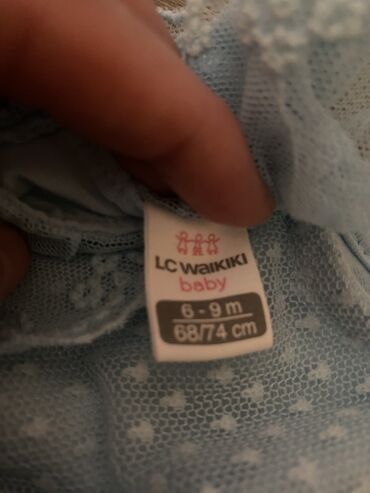 LC WAIKIKI
baby
6 - 9 m
68/74 cm